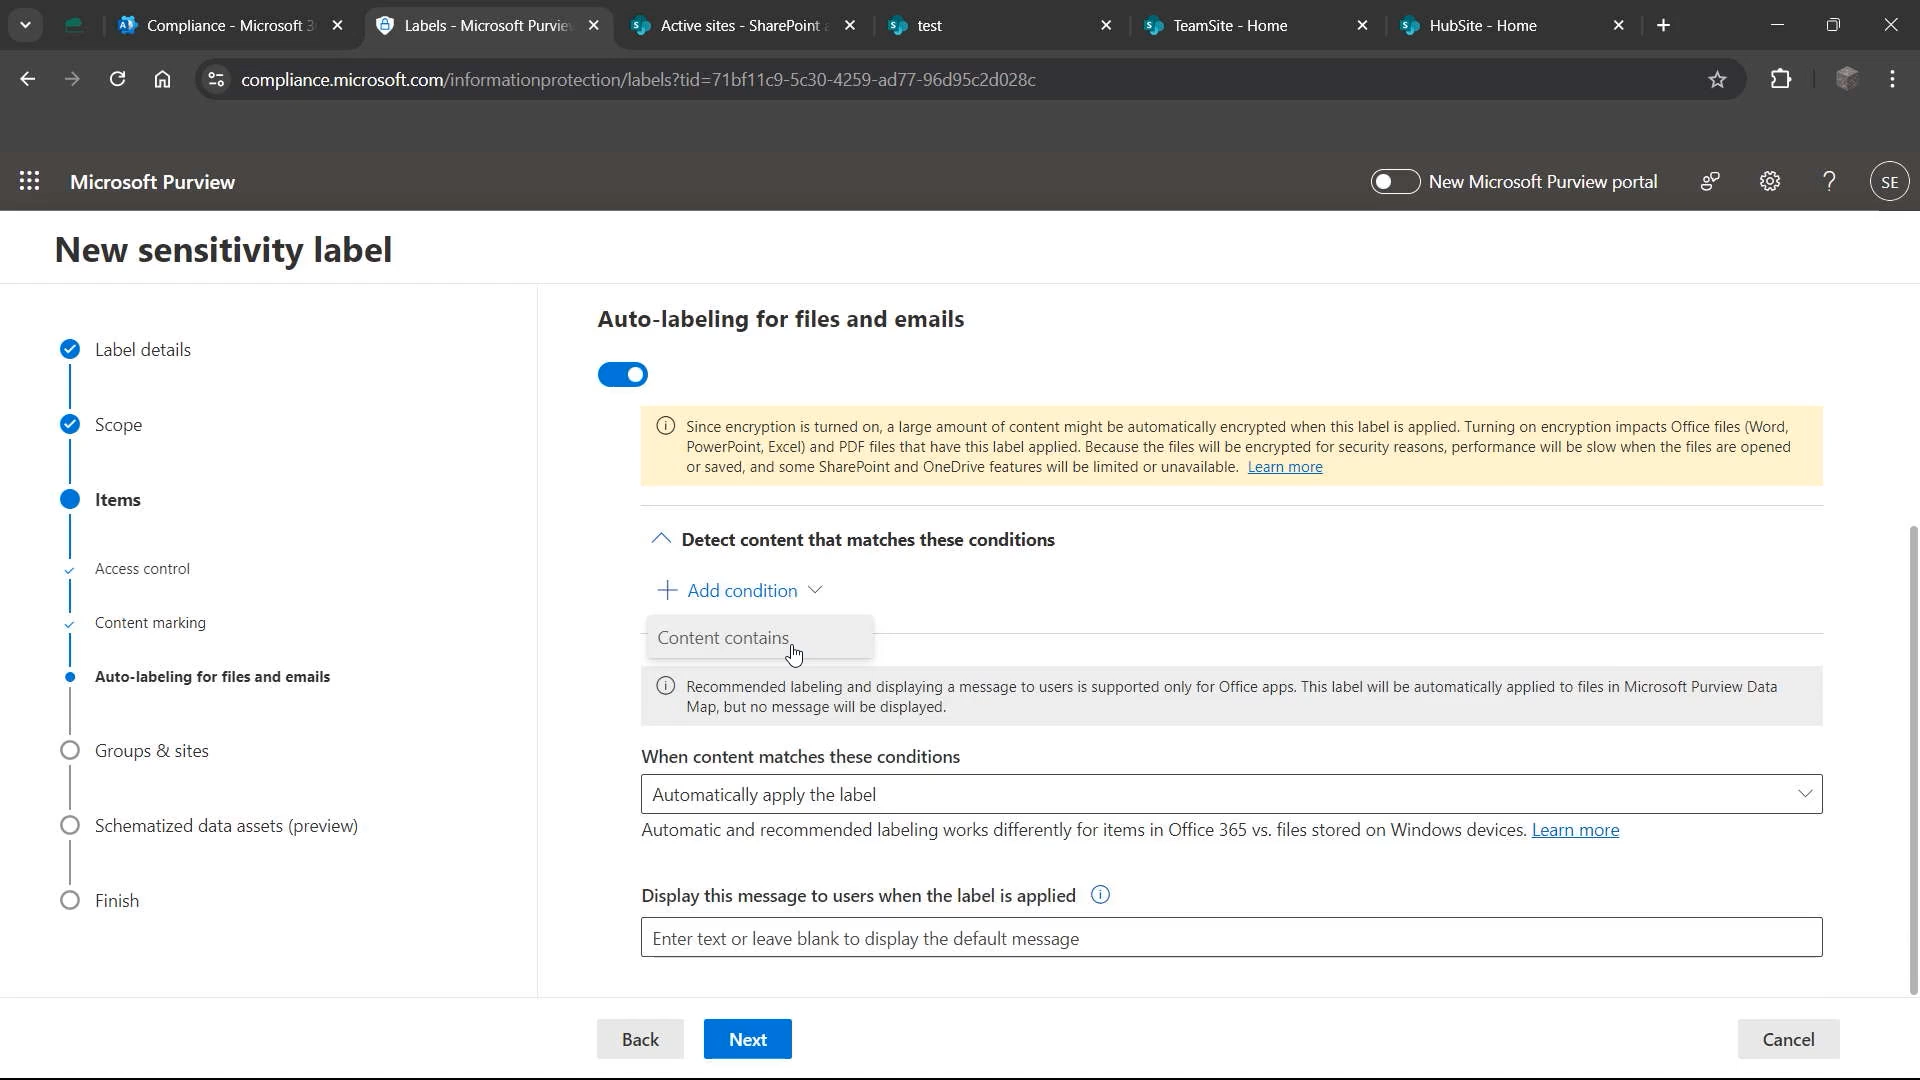 Compliance - Microsoft 3
Labels - Microsoft Purview
Active sites - SharePoint a
test
TeamSite - Home
HubSite - Home
compliance.microsoft.com/informationprotection/labels?tid=71bf11c9-5c30-4259-ad77-96d95c2d028c
Microsoft Purview
New Microsoft Purview portal
SE
New sensitivity label
Label details
Scope
Items
Access control
Content marking
Auto-labeling for files and emails
Groups & sites
Schematized data assets (preview)
Finish
Auto-labeling for files and emails
Since encryption is turned on, a large amount of content might be automatically encrypted when this label is applied. Turning on encryption impacts Office files (Word,
PowerPoint, Excel) and PDF files that have this label applied. Because the files will be encrypted for security reasons, performance will be slow when the files are opened
or saved, and some SharePoint and OneDrive features will be limited or unavailable. Learn more
Detect content that matches these conditions
Add condition
Content contains
Recommended labeling and displaying a message to users is supported only for Office apps. This label will be automatically applied to files in Microsoft Purview Data
Map, but no message will be displayed.
When content matches these conditions
Automatically apply the label
Automatic and recommended labeling works differently for items in Office 365 vs. files stored on Windows devices. Learn more
Display this message to users when the label is applied
Enter text or leave blank to display the default message
Back
Next
Cancel